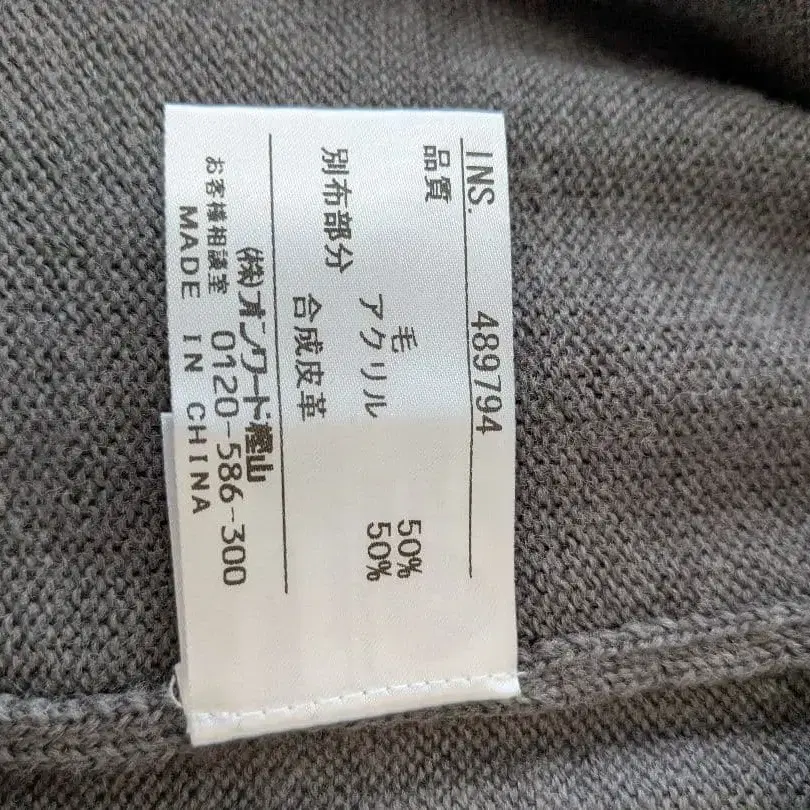 INS. 489794
品質
毛 50%
アクリル 50%
別布部分
合成皮革
(株)オンワード樫山
お客様相談室 0120-586-300
MADE IN CHINA